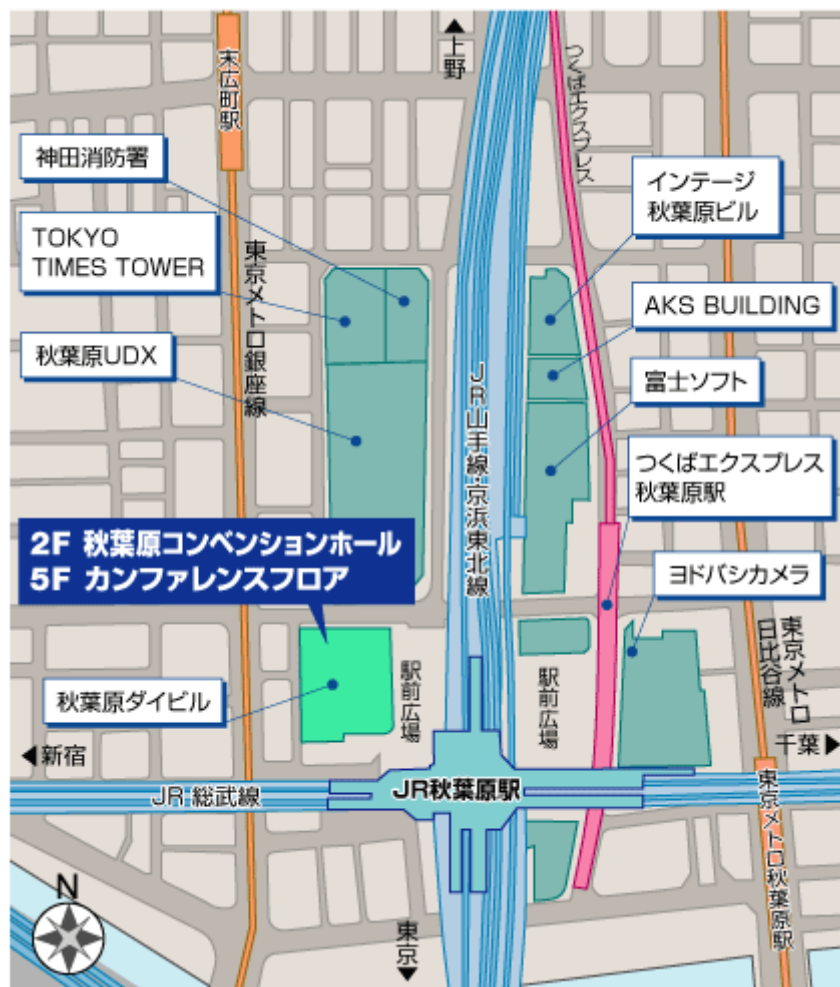 ▲上野
末広町駅
つくばエクスプレス
神田消防署
インテージ
秋葉原ビル
TOKYO
TIMES TOWER
東京メトロ銀座線
AKS BUILDING
秋葉原UDX
JR山手線・京浜東北線
富士ソフト
つくばエクスプレス
秋葉原駅
2F 秋葉原コンベンションホール
5F カンファレンスフロア
ヨドバシカメラ
東京メトロ
日比谷線
駅前広場
駅前広場
秋葉原ダイビル
◀新宿
千葉▶
JR 総武線
JR秋葉原駅
東京メトロ秋葉原駅
N
東京▼